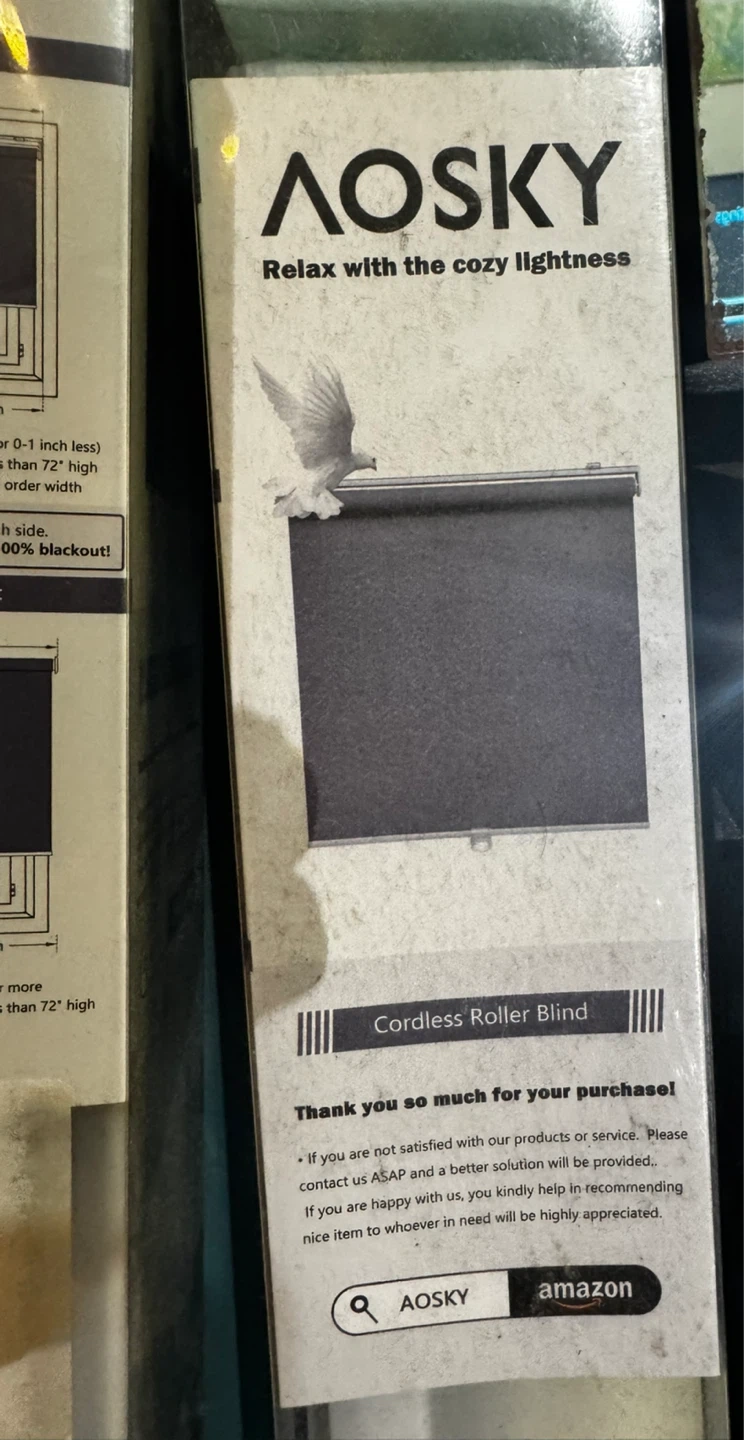 AOSKY
Relax with the cozy lightness
Cordless Roller Blind
Thank you so much for your purchase!
• If you are not satisfied with our products or service. Please
contact us ASAP and a better solution will be provided..
If you are happy with us, you kindly help in recommending
nice item to whoever in need will be highly appreciated.
AOSKY amazon
0-1 inch less)
than 72" high
order width
side.
blackout!
more
than 72" high